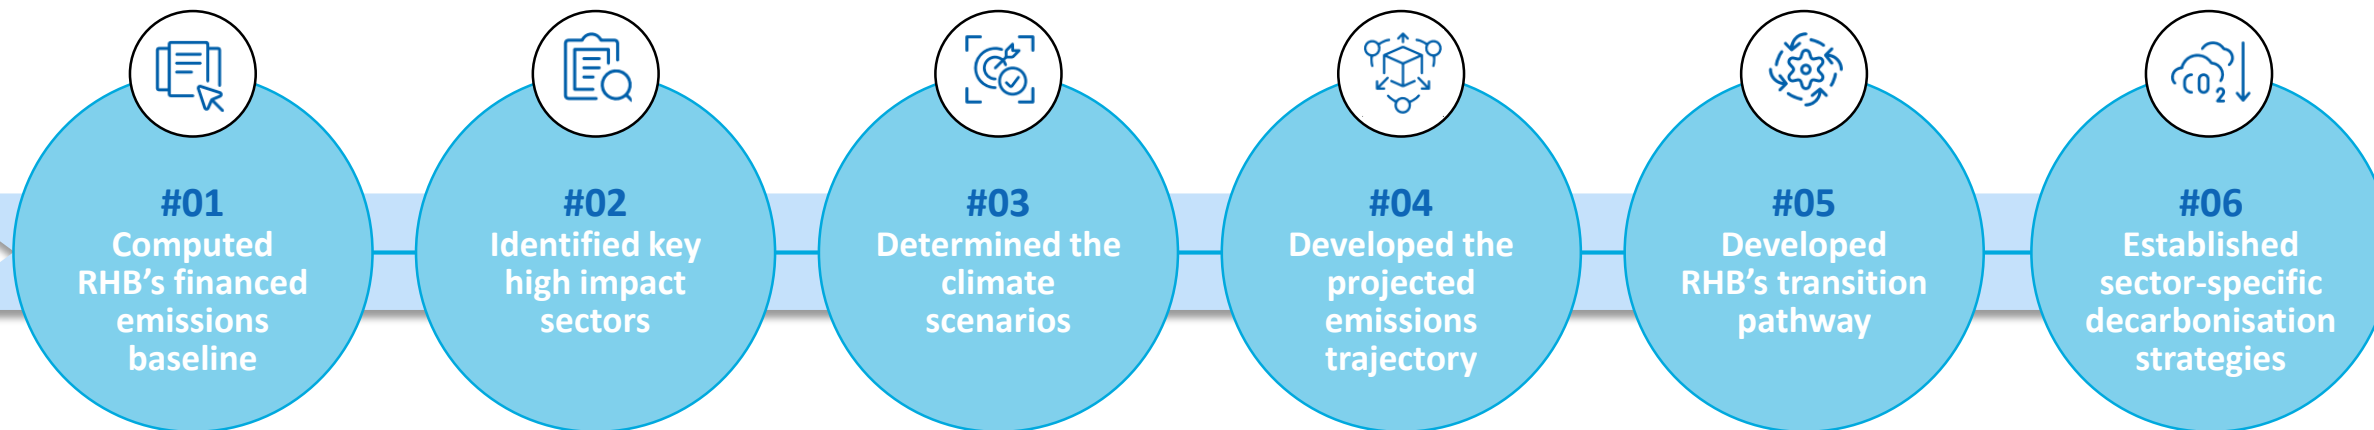 #01
Computed
RHB's financed
emissions
baseline
#02
Identified key
high impact
sectors
#03
Determined the
climate
scenarios
#04
Developed the
projected
emissions
trajectory
#05
Developed
RHB's transition
pathway
CO2
#06
Established
sector-specific
decarbonisation
strategies